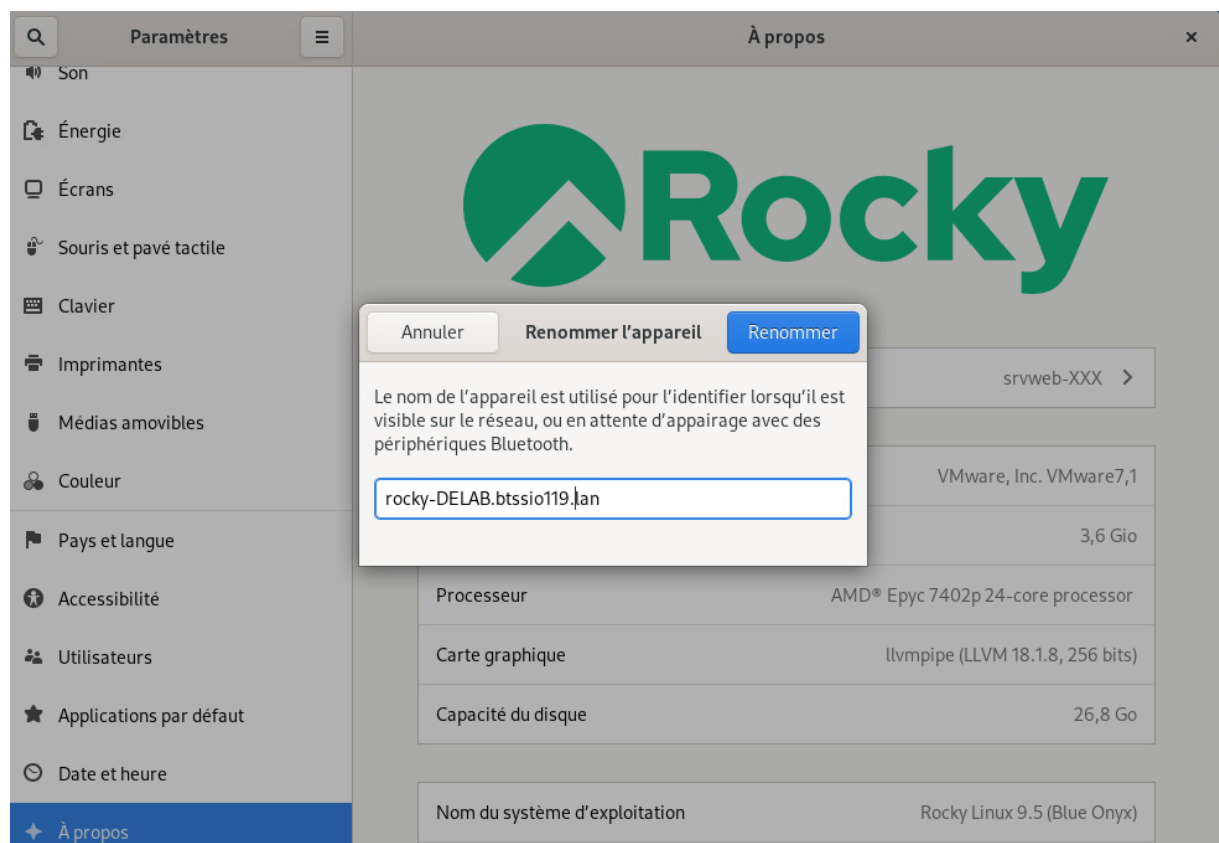 Paramètres
À propos
Son
Énergie
Écrans
Souris et pavé tactile
Clavier
Imprimantes
Médias amovibles
Couleur
Pays et langue
Accessibilité
Utilisateurs
Applications par défaut
Date et heure
À propos
Rocky
Annuler
Renommer l'appareil
Renommer
Le nom de l'appareil est utilisé pour l'identifier lorsqu'il est
visible sur le réseau, ou en attente d'appairage avec des
périphériques Bluetooth.
rocky-DELAB.btssio119.lan
srvweb-XXX
VMware, Inc. VMware7,1
3,6 Gio
Processeur AMD® Epyc 7402p 24-core processor
Carte graphique llvmpipe (LLVM 18.1.8, 256 bits)
Capacité du disque 26,8 Go
Nom du système d'exploitation Rocky Linux 9.5 (Blue Onyx)